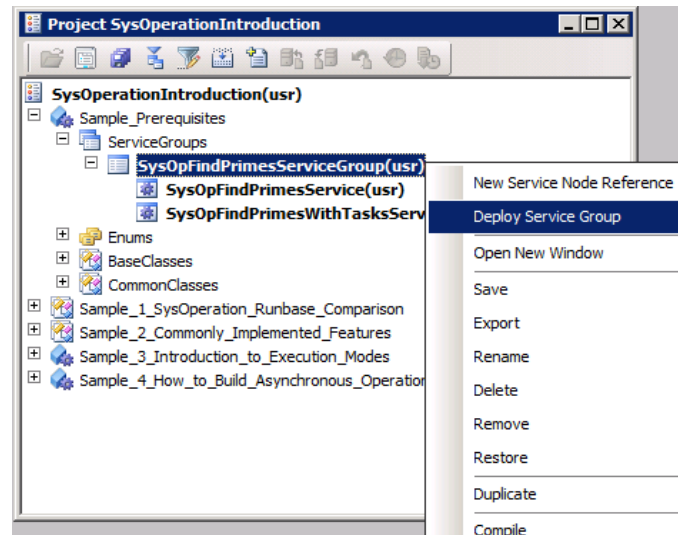 Project SysOperationIntroduction
SysOperationIntroduction(usr)
Sample_Prerequisites
ServiceGroups
SysOpFindPrimesServiceGroup(usr)
SysOpFindPrimesService(usr)
SysOpFindPrimesWithTasksServ
Enums
BaseClasses
CommonClasses
Sample_1_SysOperation_Runbase_Comparison
Sample_2_Commonly_Implemented_Features
Sample_3_Introduction_to_Execution_Modes
Sample_4_How_to_Build_Asynchronous_Operation
New Service Node Reference
Deploy Service Group
Open New Window
Save
Export
Rename
Delete
Remove
Restore
Duplicate
Compile